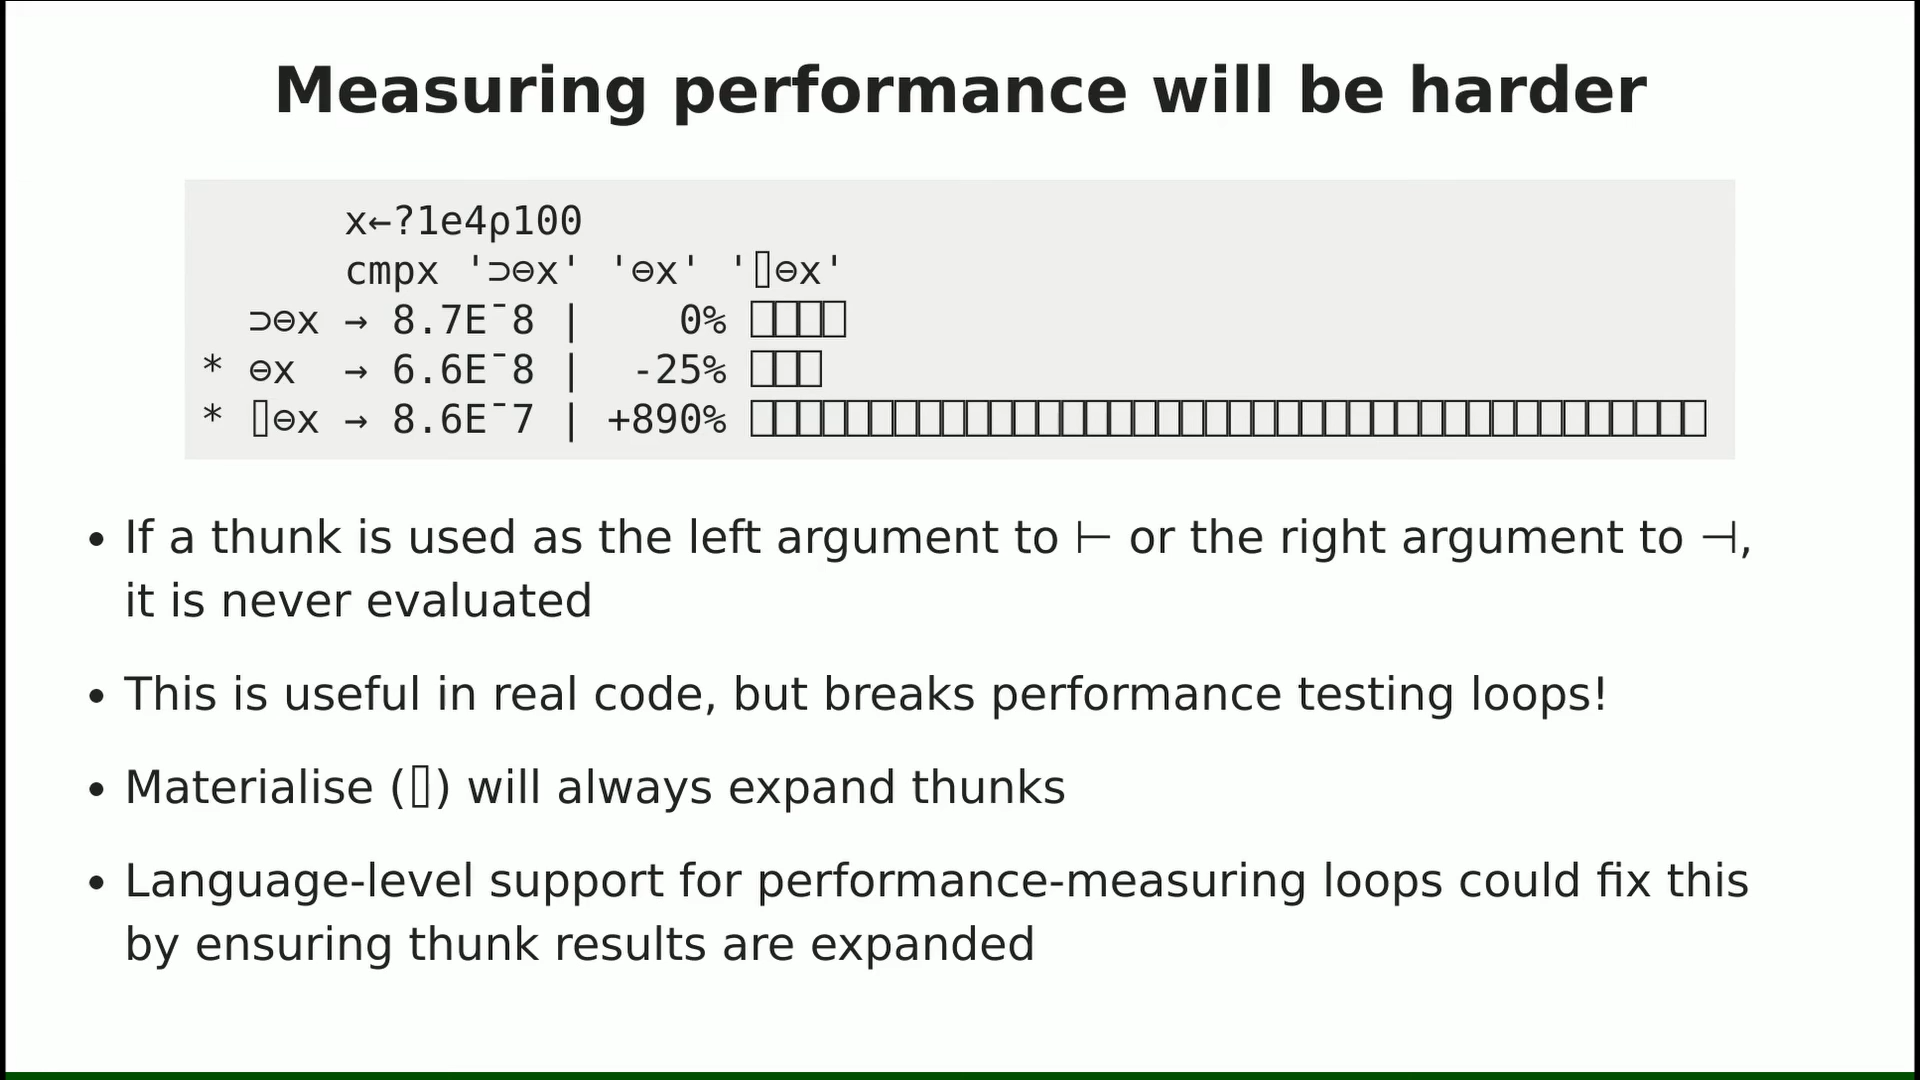 Measuring performance will be harder
x←?1e4⍴100
cmpx '⊃⊖x' '⊖x' '⌷⊖x'
⊃⊖x → 8.7E¯8 |   0% ⎕⎕⎕⎕
* ⊖x  → 6.6E¯8 | -25% ⎕⎕⎕
* ⌷⊖x → 8.6E¯7 | +890% ⎕⎕⎕⎕⎕⎕⎕⎕⎕⎕⎕⎕⎕⎕⎕⎕⎕⎕⎕⎕⎕⎕⎕⎕⎕⎕⎕⎕⎕⎕⎕⎕⎕⎕⎕⎕⎕⎕⎕⎕
• If a thunk is used as the left argument to ⊢ or the right argument to ⊣,
it is never evaluated
• This is useful in real code, but breaks performance testing loops!
• Materialise (⌷) will always expand thunks
• Language-level support for performance-measuring loops could fix this
by ensuring thunk results are expanded